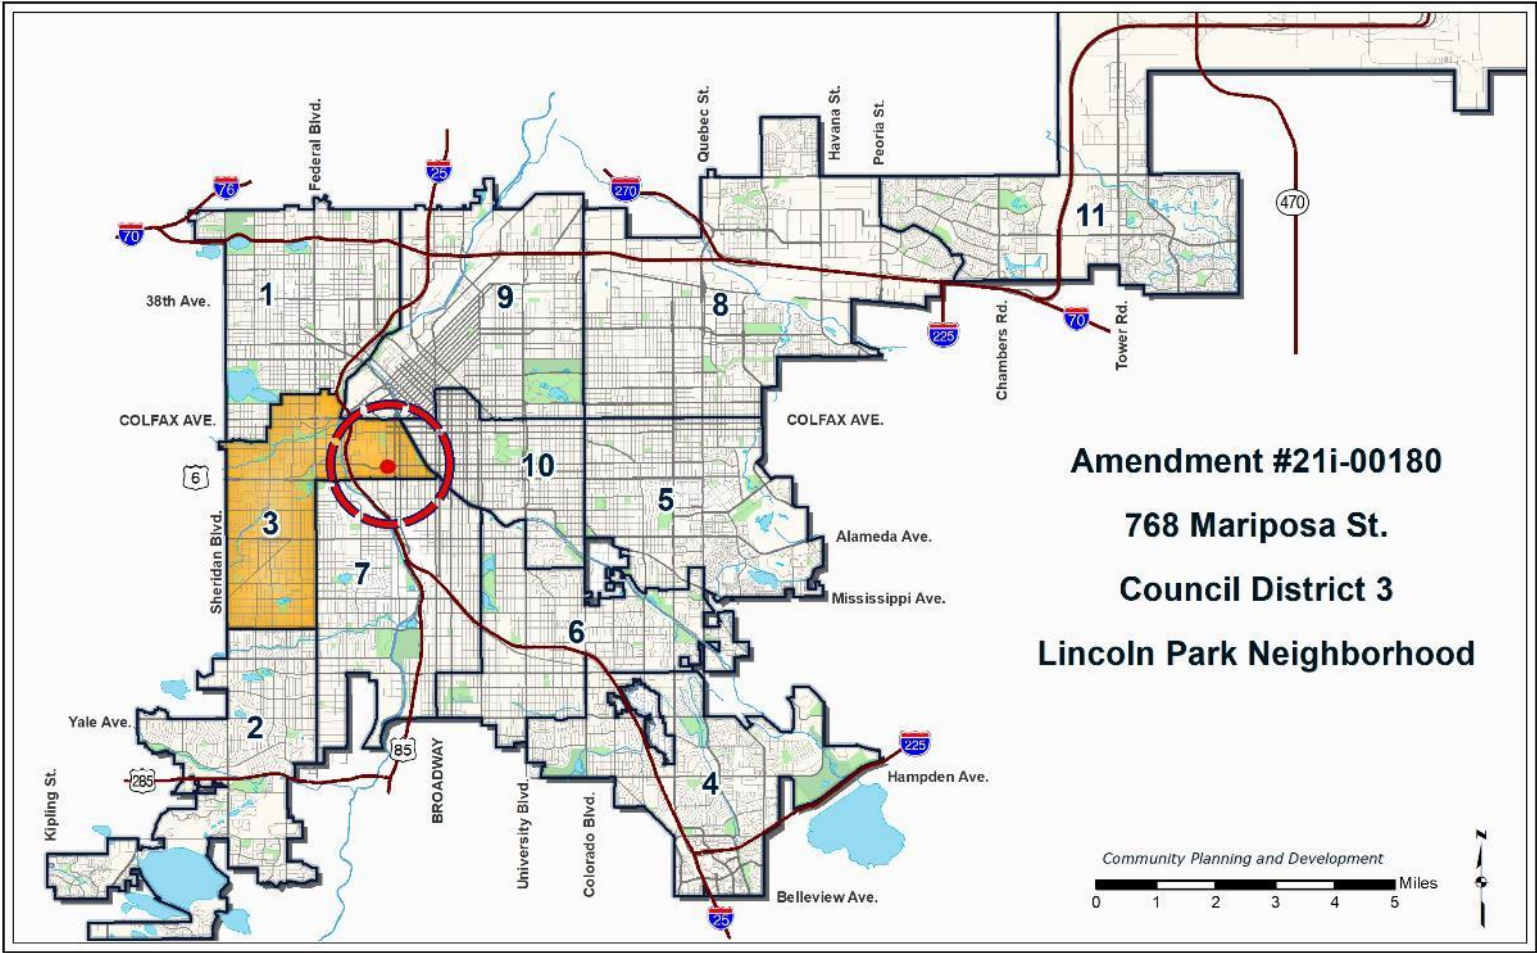 Federal Blvd.
Quebec St.
Havana St.
Peoria St.
25
76
270
70
470
11
1
38th Ave.
9
8
225
70
Chambers Rd.
Tower Rd.
COLFAX AVE.
COLFAX AVE.
6
10
3
5
Sheridan Blvd.
Alameda Ave.
7
Mississippi Ave.
6
Yale Ave.
2
285
85
BROADWAY
225
Hampden Ave.
4
Kipling St.
University Blvd.
Colorado Blvd.
Belleview Ave.
25
Amendment #21i-00180
768 Mariposa St.
Council District 3
Lincoln Park Neighborhood
Community Planning and Development
Miles
0 1 2 3 4 5
N